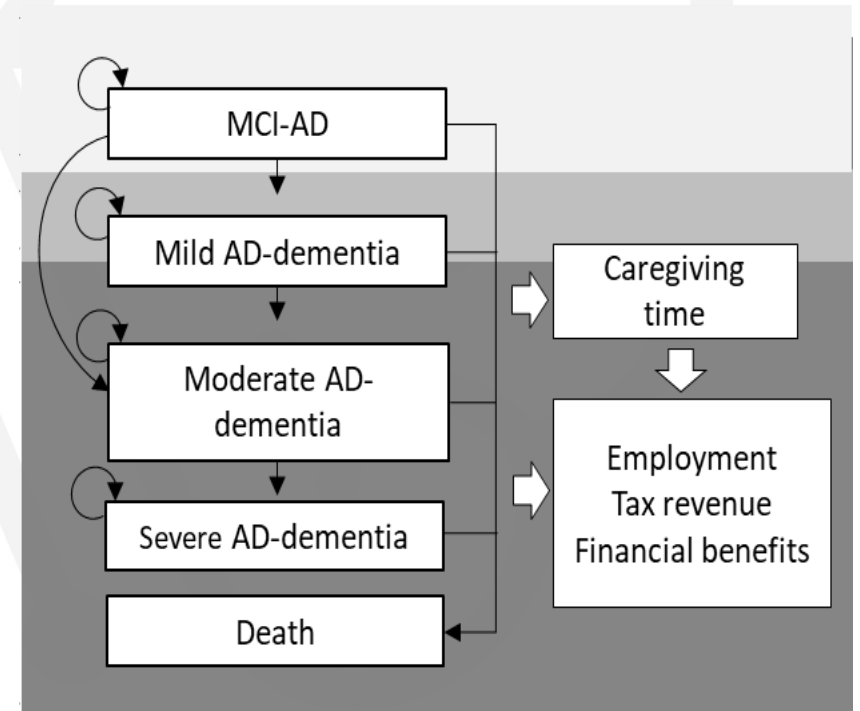 MCI-AD
Mild AD-dementia
Moderate AD-
dementia
Severe AD-dementia
Death
Caregiving
time
Employment
Tax revenue
Financial benefits